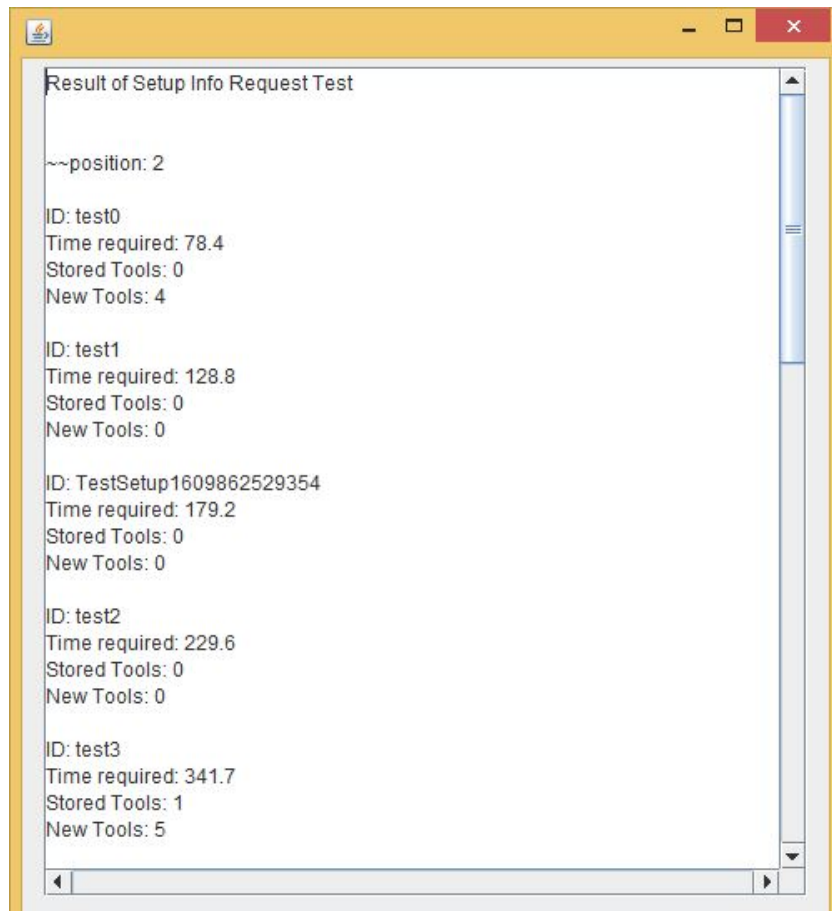 Result of Setup Info Request Test
~~position: 2
ID: test0
Time required: 78.4
Stored Tools: 0
New Tools: 4
ID: test1
Time required: 128.8
Stored Tools: 0
New Tools: 0
ID: TestSetup1609862529354
Time required: 179.2
Stored Tools: 0
New Tools: 0
ID: test2
Time required: 229.6
Stored Tools: 0
New Tools: 0
ID: test3
Time required: 341.7
Stored Tools: 1
New Tools: 5